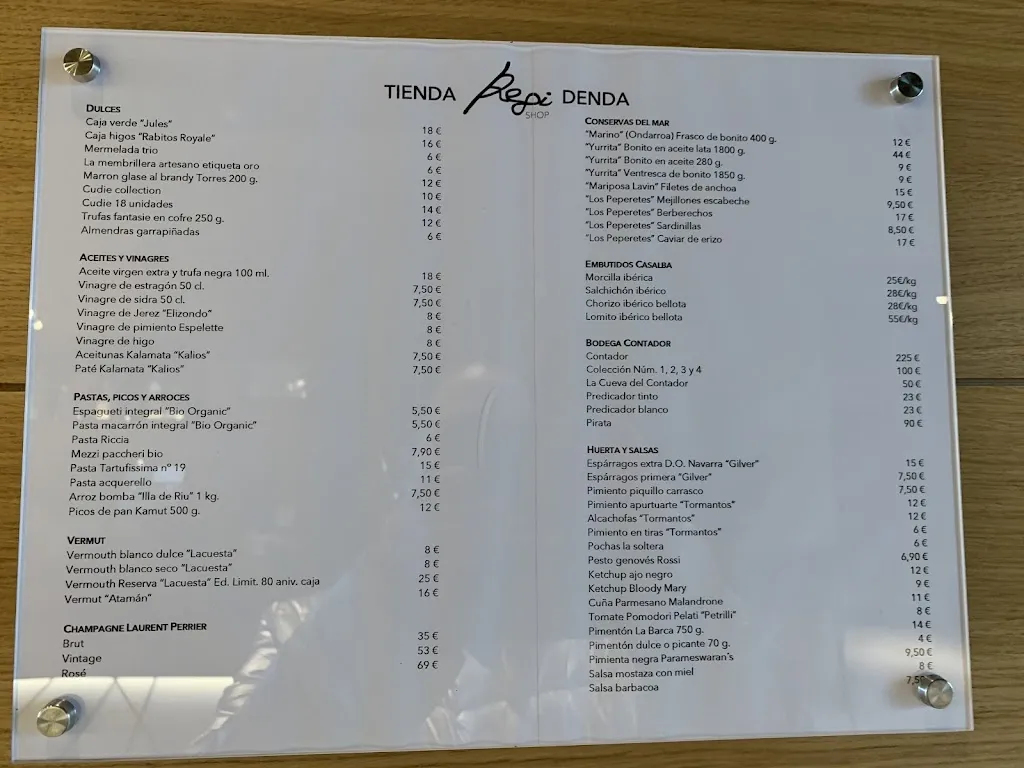 TIENDA Repi DENDA
SHOP
DULCES
Caja verde "Jules" 18 €
Caja higos "Rabitos Royale" 16 €
Mermelada trio 6 €
La membrillera artesano etiqueta oro 6 €
Marron glase al brandy Torres 200 g. 12 €
Cudie collection 10 €
Cudie 18 unidades 14 €
Trufas fantasie en cofre 250 g. 12 €
Almendras garrapiñadas 6 €
ACEITES Y VINAGRES
Aceite virgen extra y trufa negra 100 ml. 18 €
Vinagre de estragón 50 cl. 7,50 €
Vinagre de sidra 50 cl. 7,50 €
Vinagre de Jerez "Elizondo" 8 €
Vinagre de pimiento Espelette 8 €
Vinagre de higo 8 €
Aceitunas Kalamata "Kalios" 7,50 €
Paté Kalamata "Kalios" 7,50 €
PASTAS, PICOS Y ARROCES
Espagueti integral "Bio Organic" 5,50 €
Pasta macarrón integral "Bio Organic" 5,50 €
Pasta Riccia 6 €
Mezzi paccheri bio 7,90 €
Pasta Tartufissima nº 19 15 €
Pasta acquerello 11 €
Arroz bomba "Illa de Riu" 1 kg. 7,50 €
Picos de pan Kamut 500 g. 12 €
VERMUT
Vermouth blanco dulce "Lacuesta" 8 €
Vermouth blanco seco "Lacuesta" 8 €
Vermouth Reserva "Lacuesta" Ed. Limit. 80 aniv. caja 25 €
Vermut "Atamán" 16 €
CHAMPAGNE LAURENT PERRIER
Brut 35 €
Vintage 53 €
Rosé 69 €
CONSERVAS DEL MAR
"Marino" (Ondarroa) Frasco de bonito 400 g. 12 €
"Yurrita" Bonito en aceite lata 1800 g. 44 €
"Yurrita" Bonito en aceite 280 g. 9 €
"Yurrita" Ventresca de bonito 1850 g. 9 €
"Mariposa Lavin" Filetes de anchoa 15 €
"Los Peperetes" Mejillones escabeche 9,50 €
"Los Peperetes" Berberechos 17 €
"Los Peperetes" Sardinillas 8,50 €
"Los Peperetes" Caviar de erizo 17 €
EMBUTIDOS CASALBA
Morcilla ibérica 25€/kg
Salchichón ibérico 28€/kg
Chorizo ibérico bellota 28€/kg
Lomito ibérico bellota 55€/kg
BODEGA CONTADOR
Contador 225 €
Colección Núm. 1, 2, 3 y 4 100 €
La Cueva del Contador 50 €
Predicador tinto 23 €
Predicador blanco 23 €
Pirata 90 €
HUERTA Y SALSAS
Espárragos extra D.O. Navarra "Gilver" 15 €
Espárragos primera "Gilver" 7,50 €
Pimiento piquillo carrasco 7,50 €
Pimiento apurtuarte "Tormantos" 12 €
Alcachofas "Tormantos" 12 €
Pimiento en tiras "Tormantos" 6 €
Pochas la soltera 6 €
Pesto genovés Rossi 6,90 €
Ketchup ajo negro 12 €
Ketchup Bloody Mary 9 €
Cuña Parmesano Malandrone 11 €
Tomate Pomodori Pelati "Petrilli" 8 €
Pimentón La Barca 750 g. 14 €
Pimentón dulce o picante 70 g. 4 €
Pimienta negra Parameswaran's 9,50 €
Salsa mostaza con miel 8 €
Salsa barbacoa